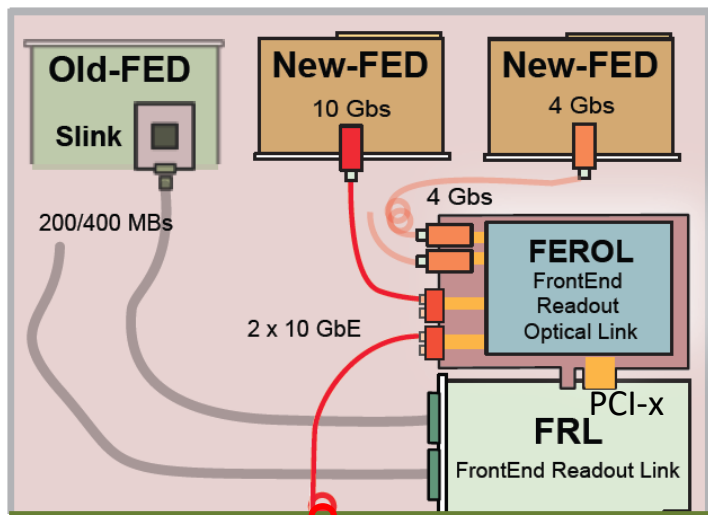 Old-FED
Slink
200/400 MBs
New-FED
10 Gbs
New-FED
4 Gbs
4 Gbs
2 x 10 GbE
FEROL
FrontEnd
Readout
Optical Link
PCI-x
FRL
FrontEnd Readout Link